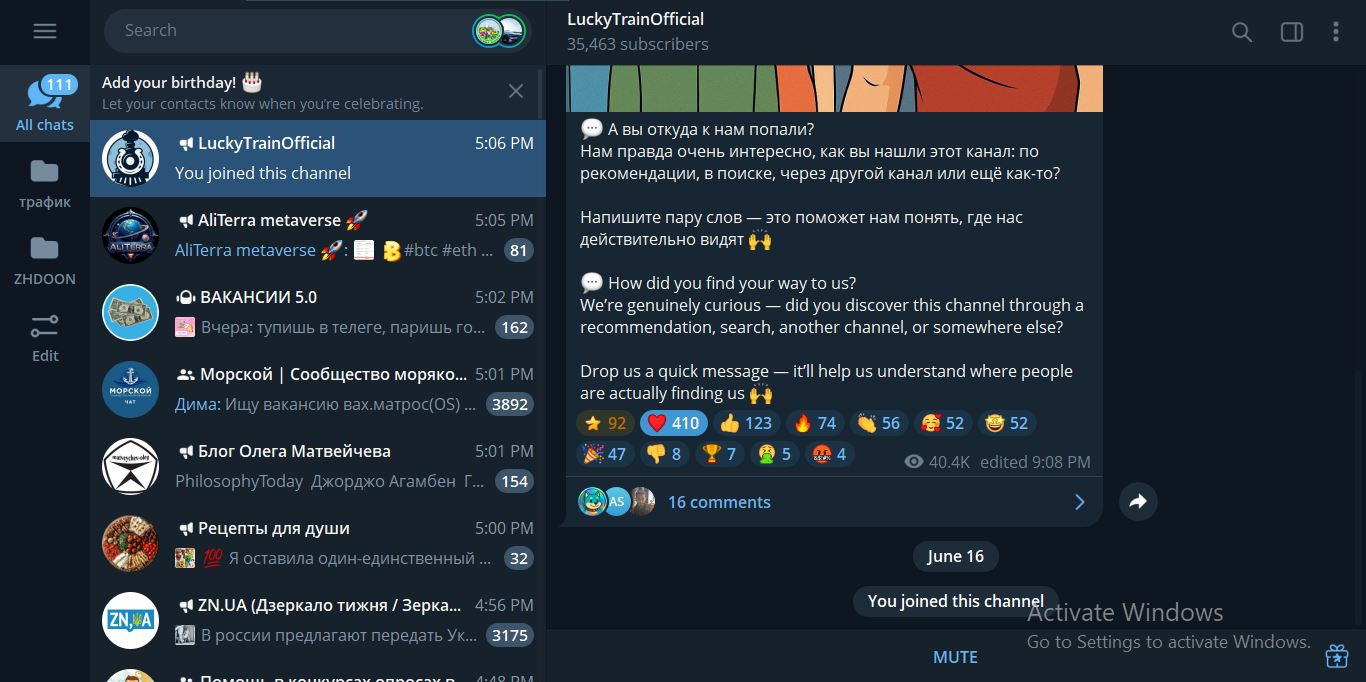 Search
111
All chats
трафик
ZHDOON
Edit
Add your birthday! 🎂
Let your contacts know when you're celebrating.
LuckyTrainOfficial 5:06 PM
You joined this channel
AliTerra metaverse 🚀 5:05 PM
ALITERRA
AliTerra metaverse 🚀: 📖 #btc #eth ... 81
ВАКАНСИИ 5.0 5:02 PM
Вчера: тупишь в телеге, паришь го... 162
Морской | Сообщество моряко... 5:01 PM
МОРСКОЙ
ЧАТ
Дима: Ищу вакансию вах.матрос(OS) ... 3892
Блог Олега Матвейчева 5:01 PM
matveychev-oleg
PhilosophyToday Джорджо Агамбен Г... 154
Рецепты для души 5:00 PM
💯 Я оставила один-единственный ... 32
ZN.UA (Дзеркало тижня / Зерка... 4:56 PM
ZN,UA
В россии предлагают передать Ук... 3175
Помощь в конкурсах опросах в... 4:48 PM
LuckyTrainOfficial
35,463 subscribers
💬 А вы откуда к нам попали?
Нам правда очень интересно, как вы нашли этот канал: по
рекомендации, в поиске, через другой канал или ещё как-то?
Напишите пару слов — это поможет нам понять, где нас
действительно видят 🙌
💬 How did you find your way to us?
We're genuinely curious — did you discover this channel through a
recommendation, search, another channel, or somewhere else?
Drop us a quick message — it'll help us understand where people
are actually finding us 🙌
⭐ 92 ❤️ 410 👍 123 🔥 74 👏 56 🥰 52 🤩 52
🎉 47 👎 8 🏆 7 🤮 5 🤬 4
40.4K edited 9:08 PM
AS
16 comments
June 16
You joined this channel
Activate Windows
Go to Settings to activate Windows.
MUTE